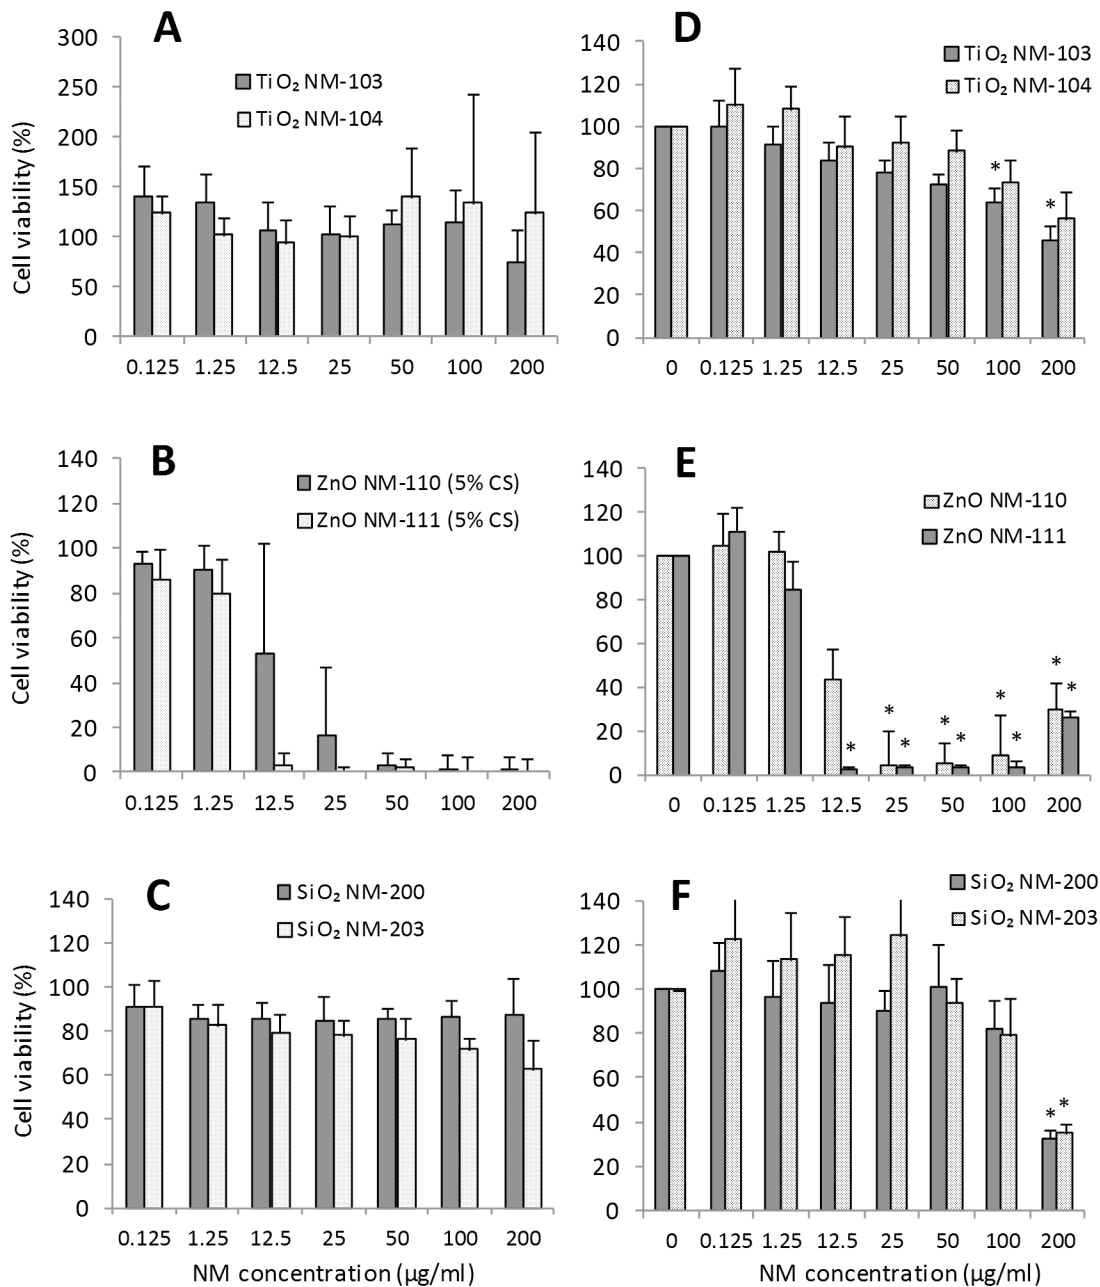 A
300
250
200
150
100
50
0
Cell viability (%)
TiO₂ NM-103
TiO₂ NM-104
0.125 1.25 12.5 25 50 100 200
D
140
120
100
80
60
40
20
0
TiO₂ NM-103
TiO₂ NM-104
* *
0 0.125 1.25 12.5 25 50 100 200
B
140
120
100
80
60
40
20
0
Cell viability (%)
ZnO NM-110 (5% CS)
ZnO NM-111 (5% CS)
0.125 1.25 12.5 25 50 100 200
E
140
120
100
80
60
40
20
0
ZnO NM-110
ZnO NM-111
* * * * * * * * *
0 0.125 1.25 12.5 25 50 100 200
C
140
120
100
80
60
40
20
0
Cell viability (%)
SiO₂ NM-200
SiO₂ NM-203
0.125 1.25 12.5 25 50 100 200
NM concentration (µg/ml)
F
140
120
100
80
60
40
20
0
SiO₂ NM-200
SiO₂ NM-203
* *
0 0.125 1.25 12.5 25 50 100 200
NM concentration (µg/ml)